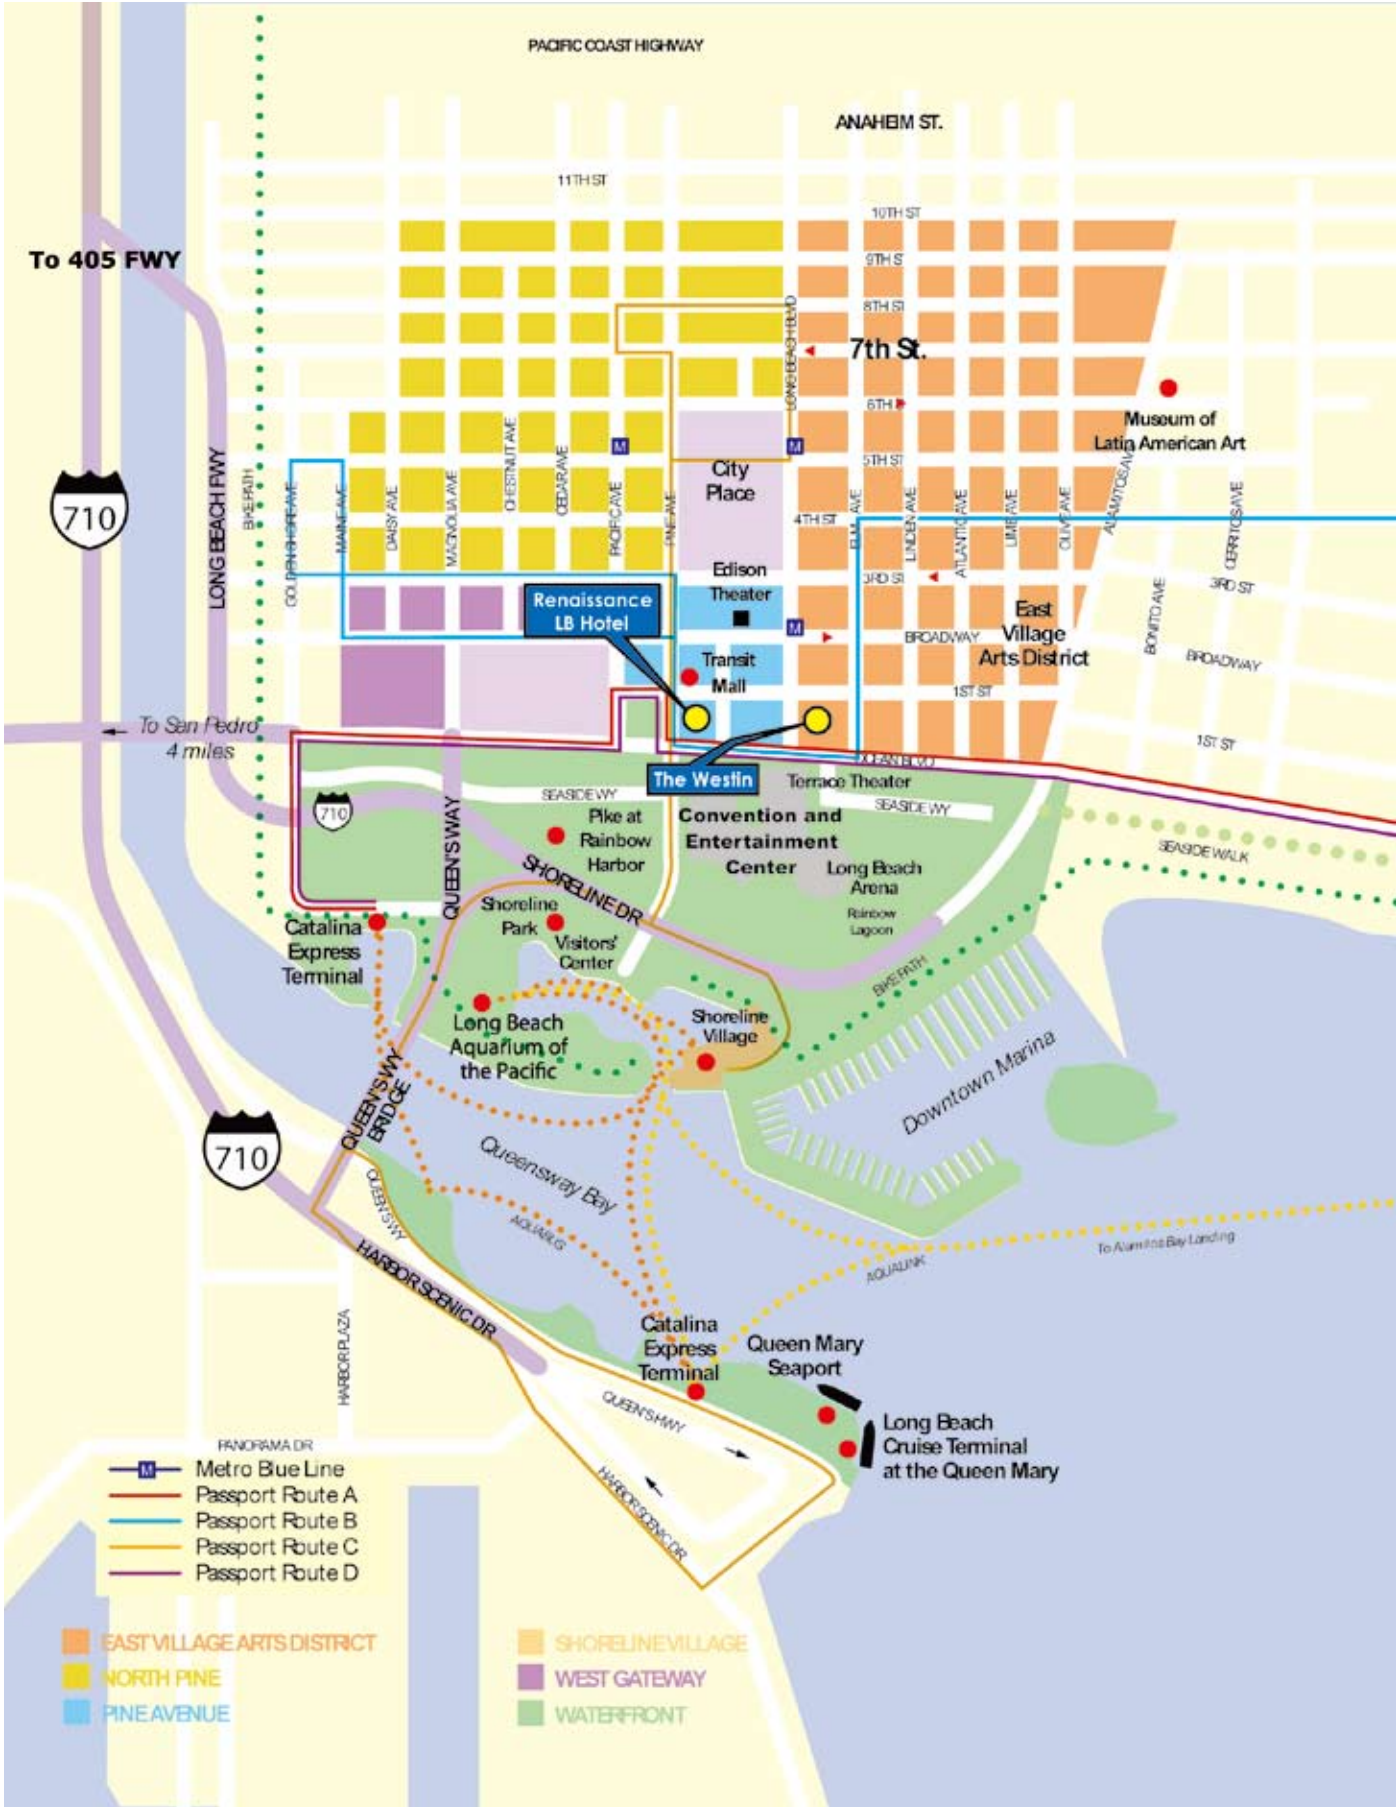 PACIFIC COAST HIGHWAY
ANAHEIM ST.
11TH ST
10TH ST
To 405 FWY
9TH S
8TH ST
LONG BEACH BLVD
7th St.
6TH
Museum of
Latin American Art
CHESTNUT AVE
CEDAR AVE
LONG BEACH FWY
BIKEPATH
GOLDEN SHORE AVE
MAINE AVE
DAISY AVE
MAGNOLIA AVE
PACIFIC AVE
PINE AVE
M
M
City
Place
5TH ST
4TH ST
ELM AVE
LINDEN AVE
ATLANTIC AVE
LIME AVE
OLIVE AVE
ALAMITOS AV
CERRITOS AVE
710
Edison
Theater
3RD ST
3RD ST
BONITO AVE
Renaissance
LB Hotel
M
East
Village
Arts District
BROADWAY
BROADWAY
Transit
Mall
1ST ST
1ST ST
To San Pedro
4 miles
OCEAN BLVD
The Westin
Terrace Theater
SEASIDE WY
SEASIDE WY
710
QUEEN'S WAY
Pike at
Rainbow
Harbor
Convention and
Entertainment
Center
Long Beach
Arena
SEASIDE WALK
SHORELINE DR
Shoreline
Park
Rainbow
Lagoon
Catalina
Express
Terminal
Visitors'
Center
BIKEPATH
Long Beach
Aquarium of
the Pacific
Shoreline
Village
Downtown Marina
QUEEN'S WY
BRIDGE
710
Queensway Bay
QUEEN'S WY
AQUABUG
To Alamitos Bay Landing
AQUALINK
HARBOR SCENIC DR
HARBOR PLAZA
Catalina
Express
Terminal
Queen Mary
Seaport
QUEEN'S HWY
Long Beach
Cruise Terminal
at the Queen Mary
HARBOR SCENIC DR
PANORAMA DR
M Metro Blue Line
Passport Route A
Passport Route B
Passport Route C
Passport Route D
EAST VILLAGE ARTS DISTRICT
NORTH PINE
PINE AVENUE
SHORELINE VILLAGE
WEST GATEWAY
WATERFRONT